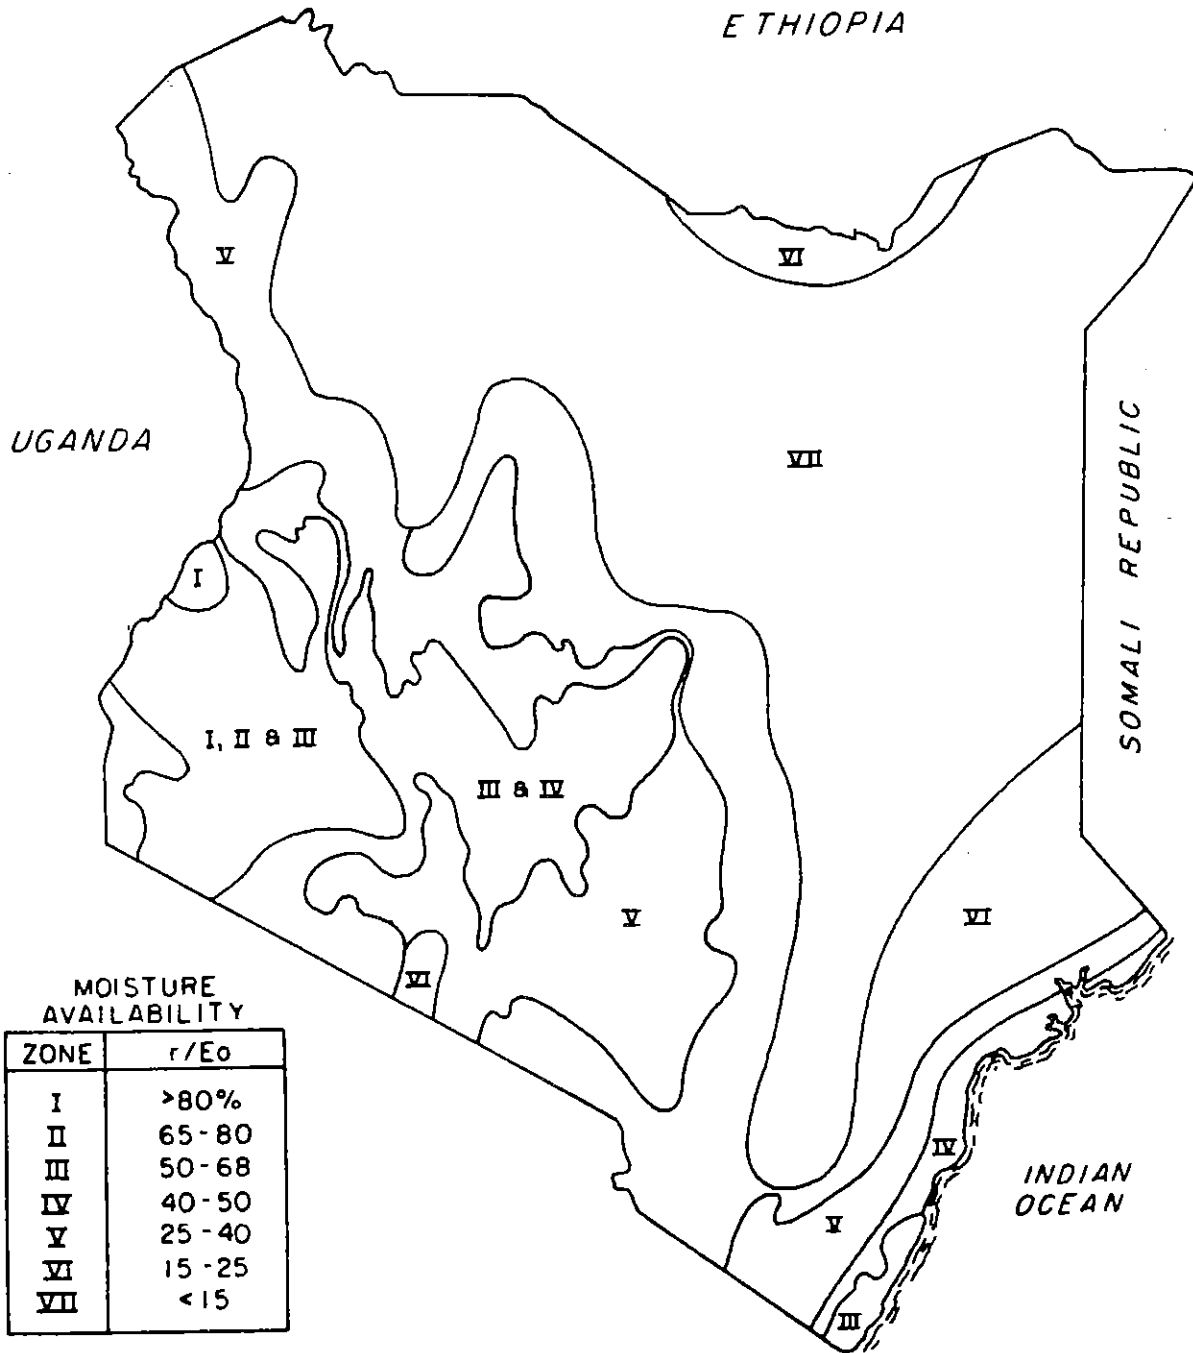 ETHIOPIA
V
VI
UGANDA
VII
SOMALI REPUBLIC
I
I, II & III
III & IV
V
VI
VI
MOISTURE
AVAILABILITY
ZONE r/Eo
I >80%
II 65-80
III 50-68
IV 40-50
V 25-40
VI 15-25
VII <15
IV
INDIAN
OCEAN
V
III